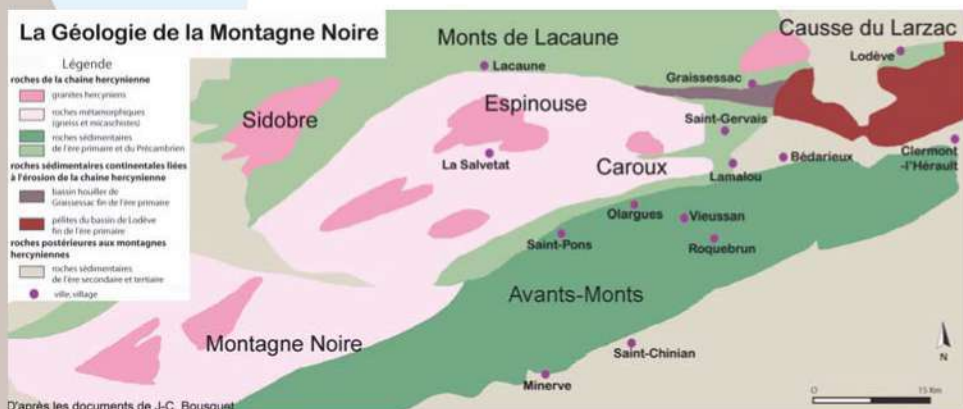 La Géologie de la Montagne Noire
Légende
roches de la chaîne hercynienne
granites hercyniens
roches métamorphiques
(gneiss et micaschistes)
roches sédimentaires
de l'ère primaire et du Précambrien
roches sédimentaires continentales liées
à l'érosion de la chaîne hercynienne
bassin houiller de
Graissessac fin de l'ère primaire
pélites du bassin de Lodève
fin de l'ère primaire
roches postérieures aux montagnes
hercyniennes
roches sédimentaires
de l'ère secondaire et tertiaire
ville, village
Monts de Lacaune
Causse du Larzac
Lacaune
Lodève
Graissessac
Espinouse
Sidobre
Saint-Gervais
La Salvetat
Caroux
Bédarieux
Clermont
-l'Hérault
Lamalou
Olargues
Vieussan
Saint-Pons
Roquebrun
Avants-Monts
Montagne Noire
Saint-Chinian
Minerve
N
0
15 Km
D'après les documents de J-C. Bousquet